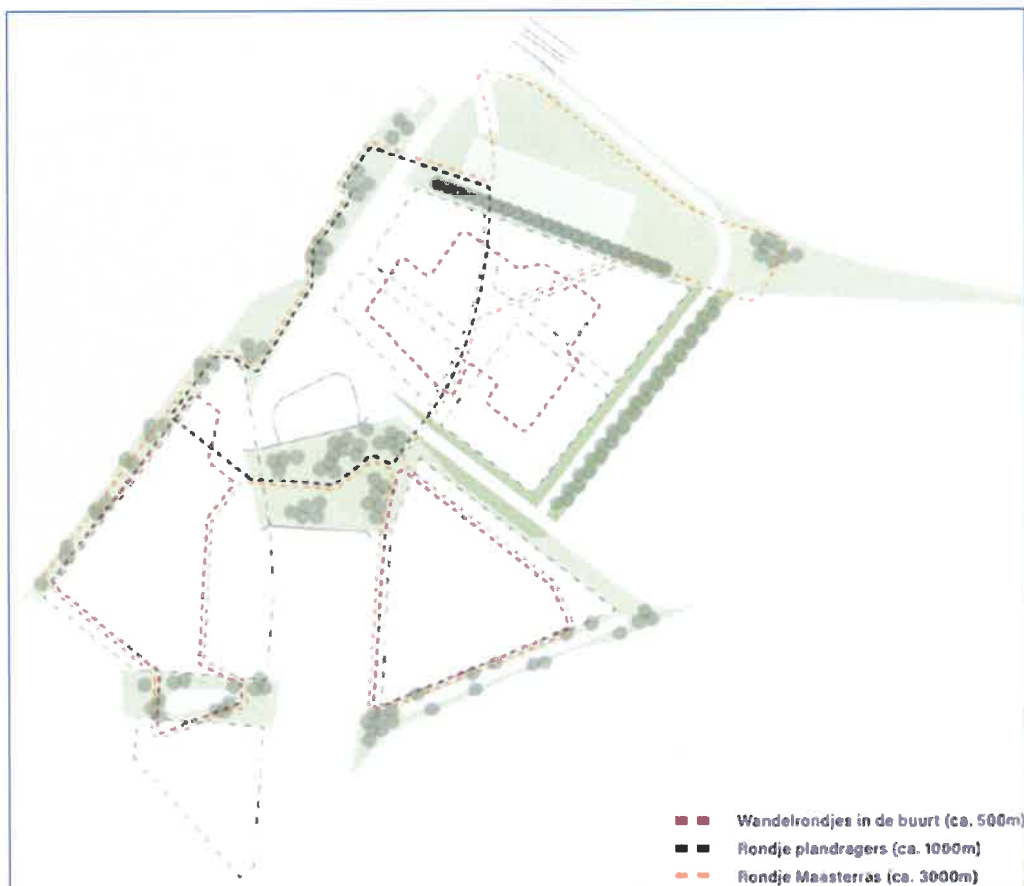 Wandelrondjes in de buurt (ca. 500m)
Rondje plandragers (ca. 1000m)
Rondje Maasterras (ca. 3000m)